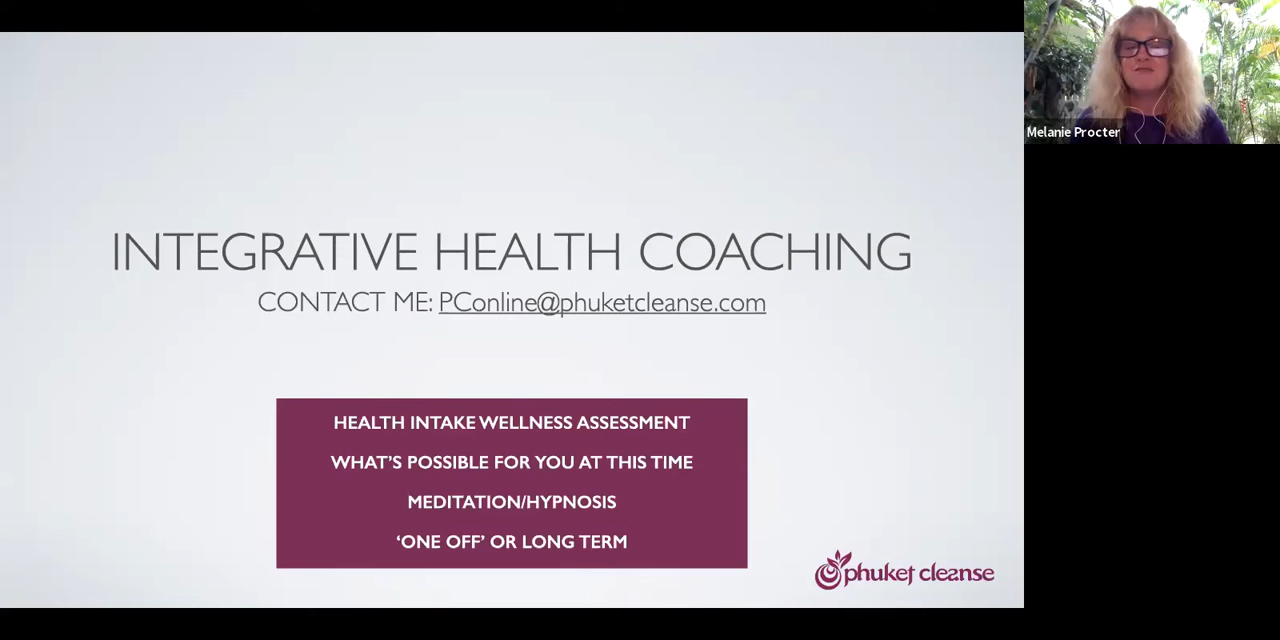 INTEGRATIVE HEALTH COACHING
CONTACT ME: PConline@phuketcleanse.com
HEALTH INTAKE WELLNESS ASSESSMENT
WHAT'S POSSIBLE FOR YOU AT THIS TIME
MEDITATION/HYPNOSIS
‘ONE OFF’ OR LONG TERM
phuket cleanse
Melanie Procter